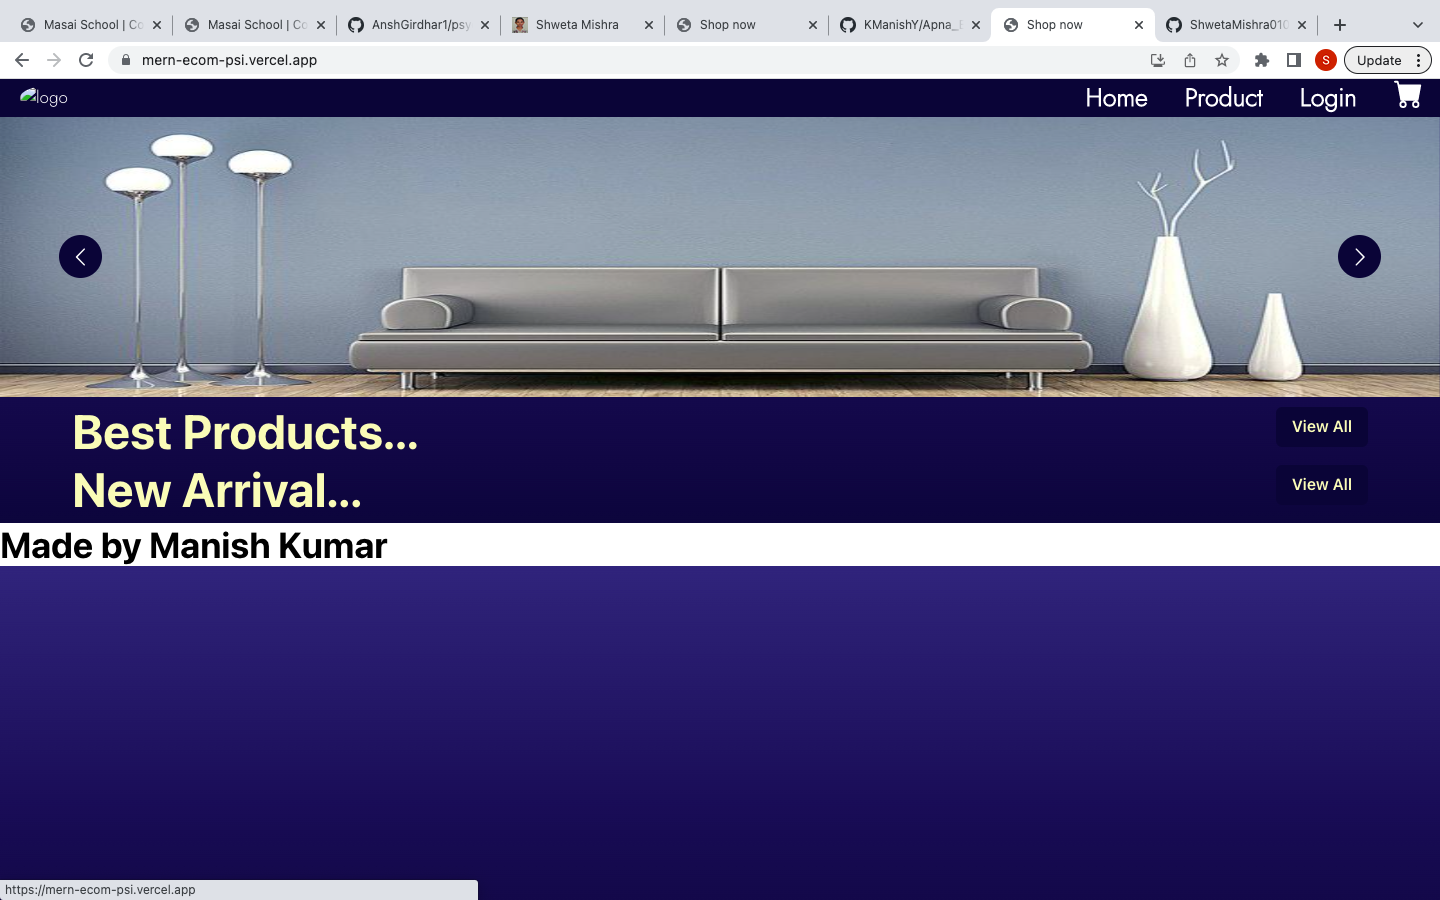 Masai School | Co
Masai School | Co
AnshGirdhar1/psy
Shweta Mishra
Shop now
KManishY/Apna_
Shop now
ShwetaMishra010
mern-ecom-psi.vercel.app
S
Update
logo
Home
Product
Login
Best Products...
View All
New Arrival...
View All
Made by Manish Kumar
https://mern-ecom-psi.vercel.app